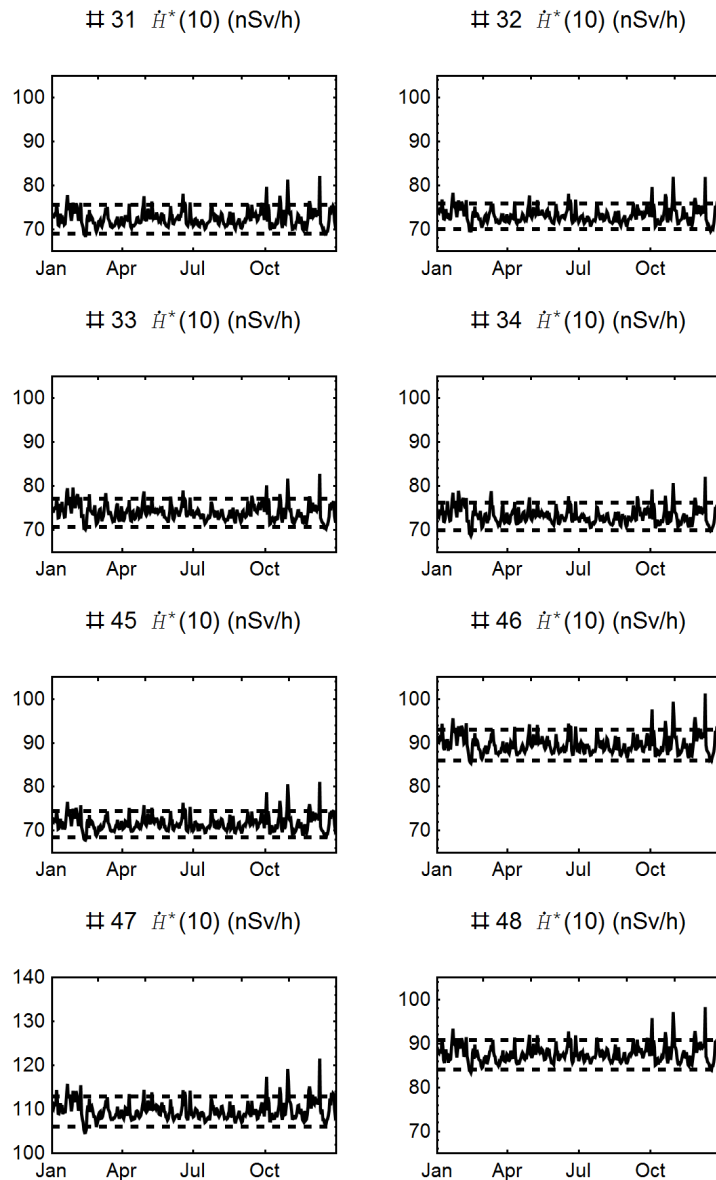 # 31 Ḣ*(10) (nSv/h)
# 32 Ḣ*(10) (nSv/h)
100
90
80
70
Jan Apr Jul Oct
100
90
80
70
Jan Apr Jul Oct
# 33 Ḣ*(10) (nSv/h)
# 34 Ḣ*(10) (nSv/h)
100
90
80
70
Jan Apr Jul Oct
100
90
80
70
Jan Apr Jul Oct
# 45 Ḣ*(10) (nSv/h)
# 46 Ḣ*(10) (nSv/h)
100
90
80
70
Jan Apr Jul Oct
100
90
80
70
Jan Apr Jul Oct
# 47 Ḣ*(10) (nSv/h)
# 48 Ḣ*(10) (nSv/h)
140
130
120
110
100
Jan Apr Jul Oct
100
90
80
70
Jan Apr Jul Oct